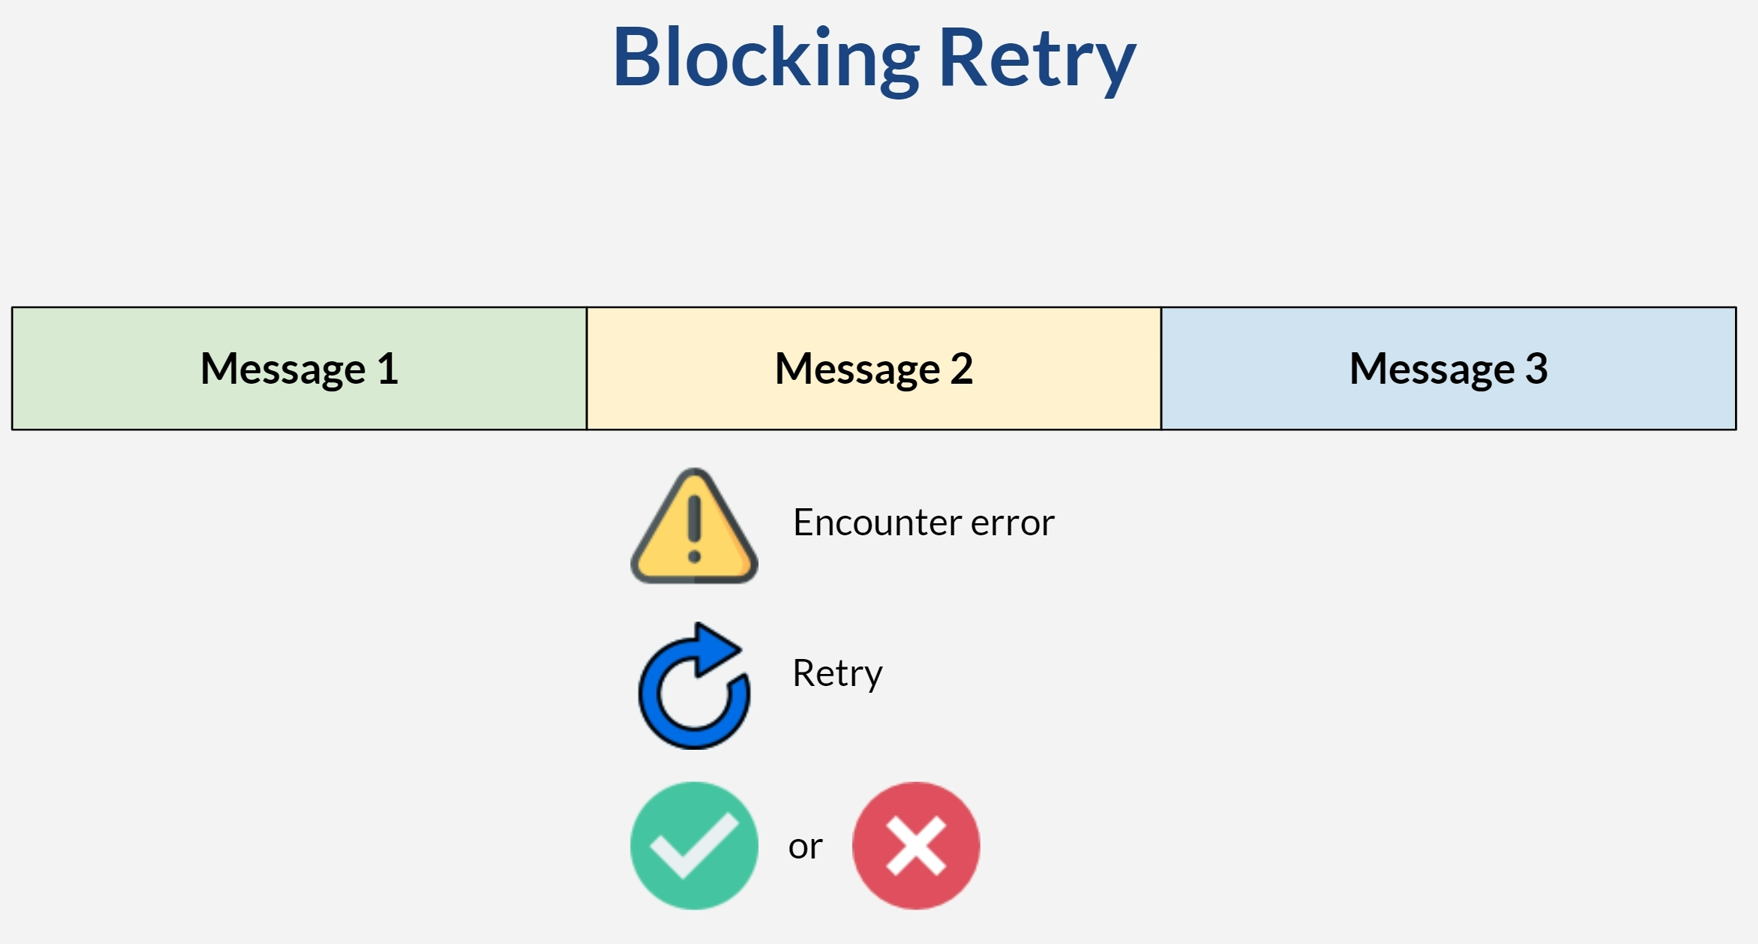 Blocking Retry
Message 1
Message 2
Message 3
Encounter error
Retry
or